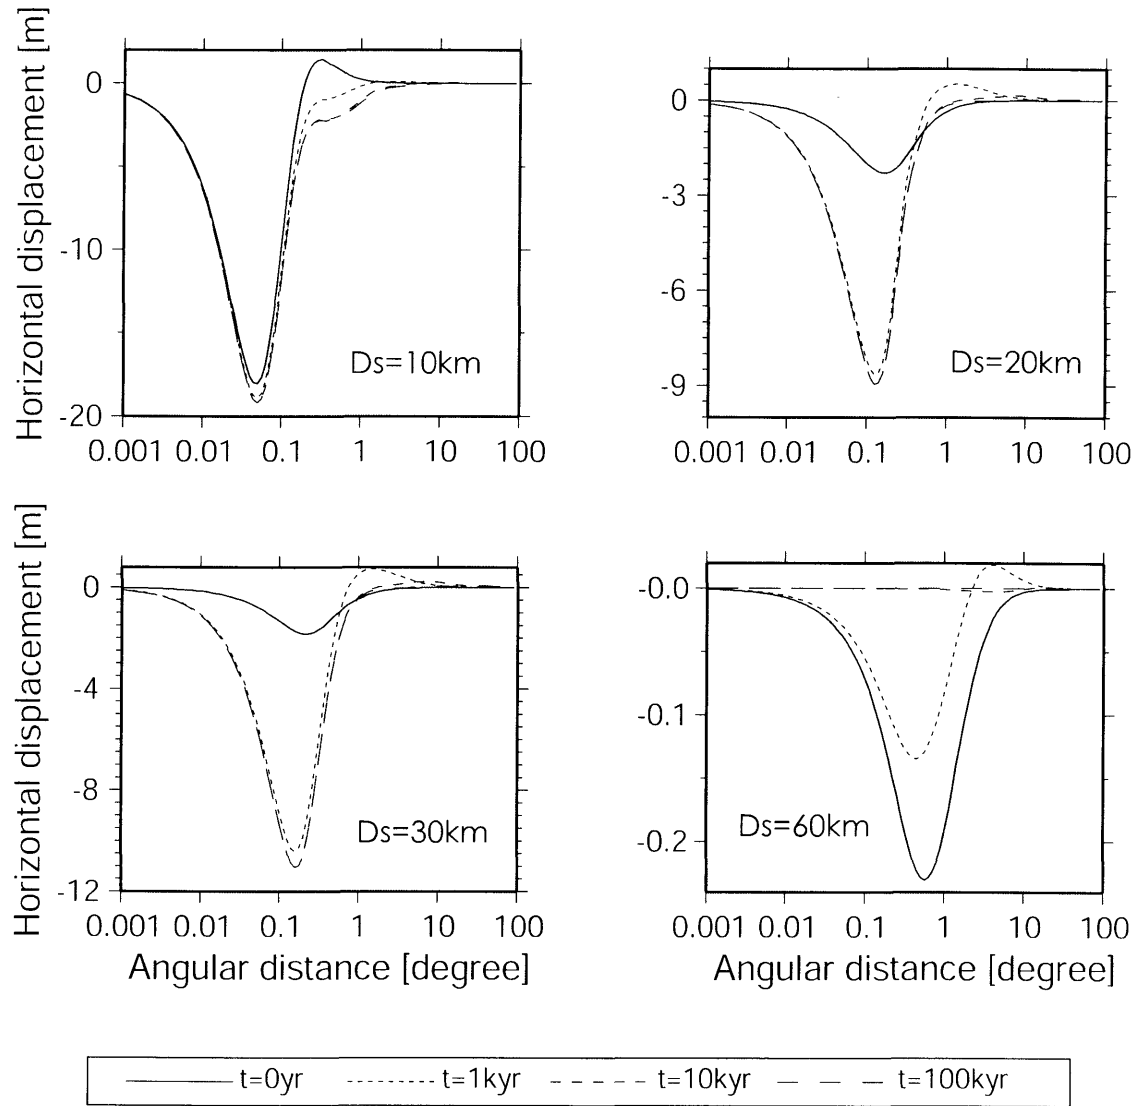 Horizontal displacement [m]
0
-10
-20
Ds=10km
0.001 0.01 0.1 1 10 100
0
-3
-6
-9
Ds=20km
0.001 0.01 0.1 1 10 100
Horizontal displacement [m]
0
-4
-8
-12
Ds=30km
0.001 0.01 0.1 1 10 100
Angular distance [degree]
-0.0
-0.1
-0.2
Ds=60km
0.001 0.01 0.1 1 10 100
Angular distance [degree]
t=0yr t=1kyr t=10kyr t=100kyr